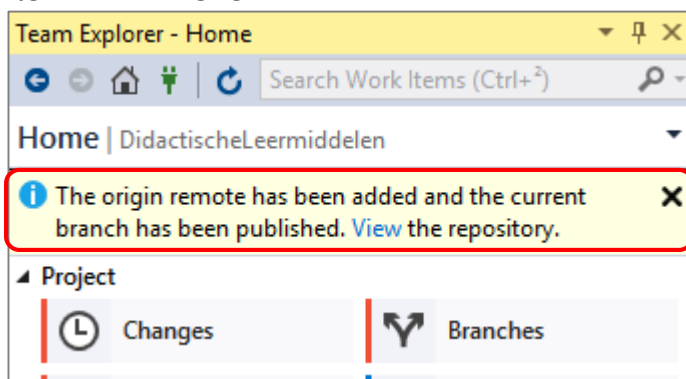 Team Explorer - Home
Search Work Items (Ctrl+²)
Home | DidactischeLeermiddelen
The origin remote has been added and the current
branch has been published. View the repository.
Project
Changes
Branches